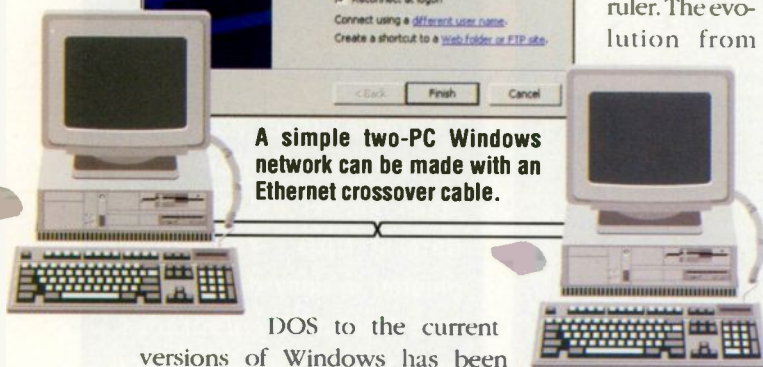 Reconnect at logon
Connect using a different user name.
Create a shortcut to a Web folder or FTP site.
< Back
Finish
Cancel
A simple two-PC Windows
network can be made with an
Ethernet crossover cable.
ruler. The evo-
lution from
DOS to the current
versions of Windows has been